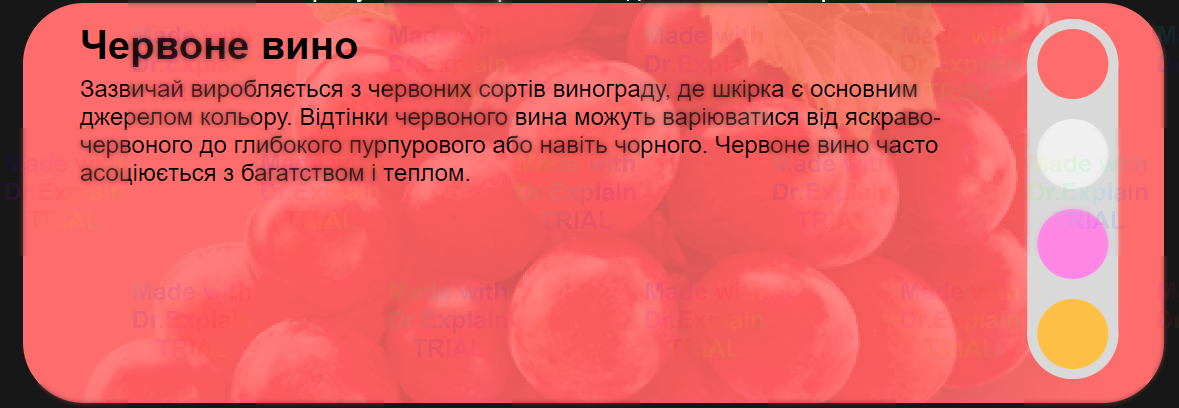 Червоне вино
Зазвичай виробляється з червоних сортів винограду, де шкірка є основним
джерелом кольору. Відтінки червоного вина можуть варіюватися від яскраво-
червоного до глибокого пурпурового або навіть чорного. Червоне вино часто
асоціюється з багатством і теплом.
Made with
Dr.Explain
TRIAL